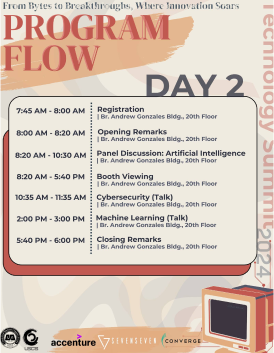 From Bytes to Breakthroughs, Where Innovation Soars
PROGRAM
FLOW
DAY 2
Technology Summit 2024
7:45 AM - 8:00 AM Registration
| Br. Andrew Gonzales Bldg., 20th Floor
8:00 AM - 8:20 AM Opening Remarks
| Br. Andrew Gonzales Bldg., 20th Floor
8:20 AM - 10:30 AM Panel Discussion: Artificial Intelligence
| Br. Andrew Gonzales Bldg., 20th Floor
8:20 AM - 5:40 PM Booth Viewing
| Br. Andrew Gonzales Bldg., 20th Floor
10:35 AM - 11:35 AM Cybersecurity (Talk)
| Br. Andrew Gonzales Bldg., 20th Floor
2:00 PM - 3:00 PM Machine Learning (Talk)
| Br. Andrew Gonzales Bldg., 20th Floor
5:40 PM - 6:00 PM Closing Remarks
| Br. Andrew Gonzales Bldg., 20th Floor
accenture
SEVENSEVEN
CONVERGE